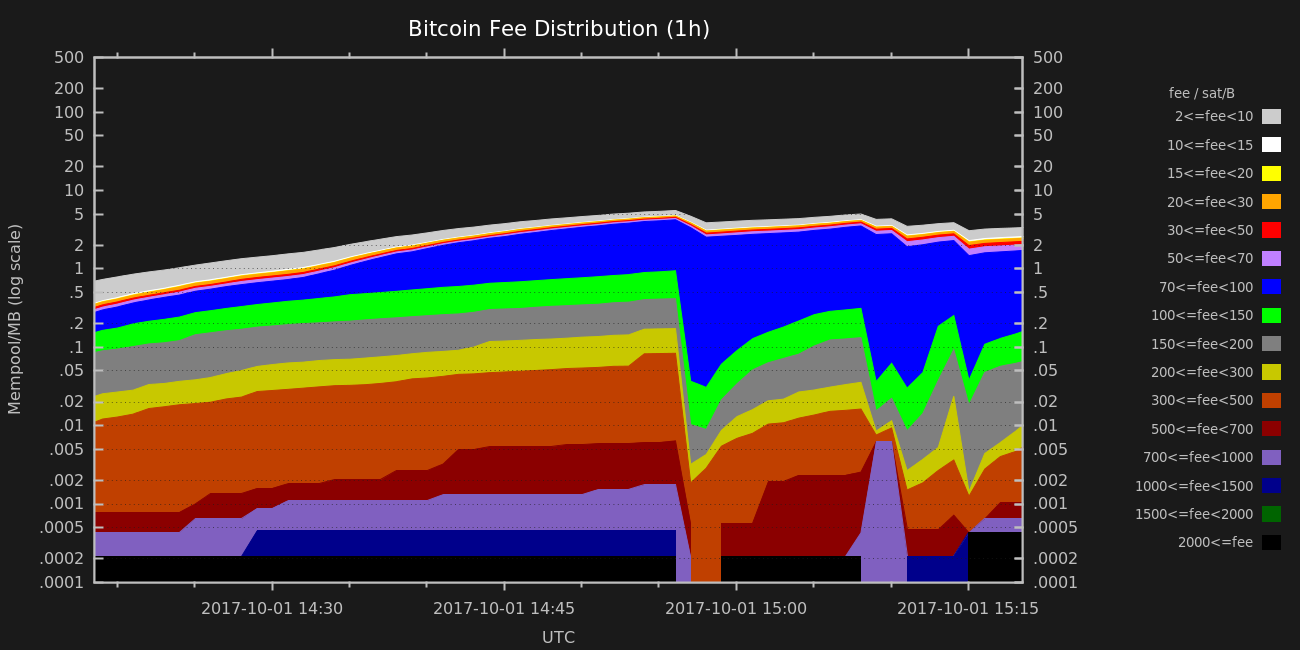 Bitcoin Fee Distribution (1h)
500
200
100
50
20
10
5
2
1
.5
.2
.1
.05
.02
.01
.005
.002
.001
.0005
.0002
.0001
Mempool/MB (log scale)
500
200
100
50
20
10
5
2
1
.5
.2
.1
.05
.02
.01
.005
.002
.001
.0005
.0002
.0001
2017-10-01 14:30
2017-10-01 14:45
2017-10-01 15:00
2017-10-01 15:15
UTC
fee / sat/B
2<=fee<10
10<=fee<15
15<=fee<20
20<=fee<30
30<=fee<50
50<=fee<70
70<=fee<100
100<=fee<150
150<=fee<200
200<=fee<300
300<=fee<500
500<=fee<700
700<=fee<1000
1000<=fee<1500
1500<=fee<2000
2000<=fee